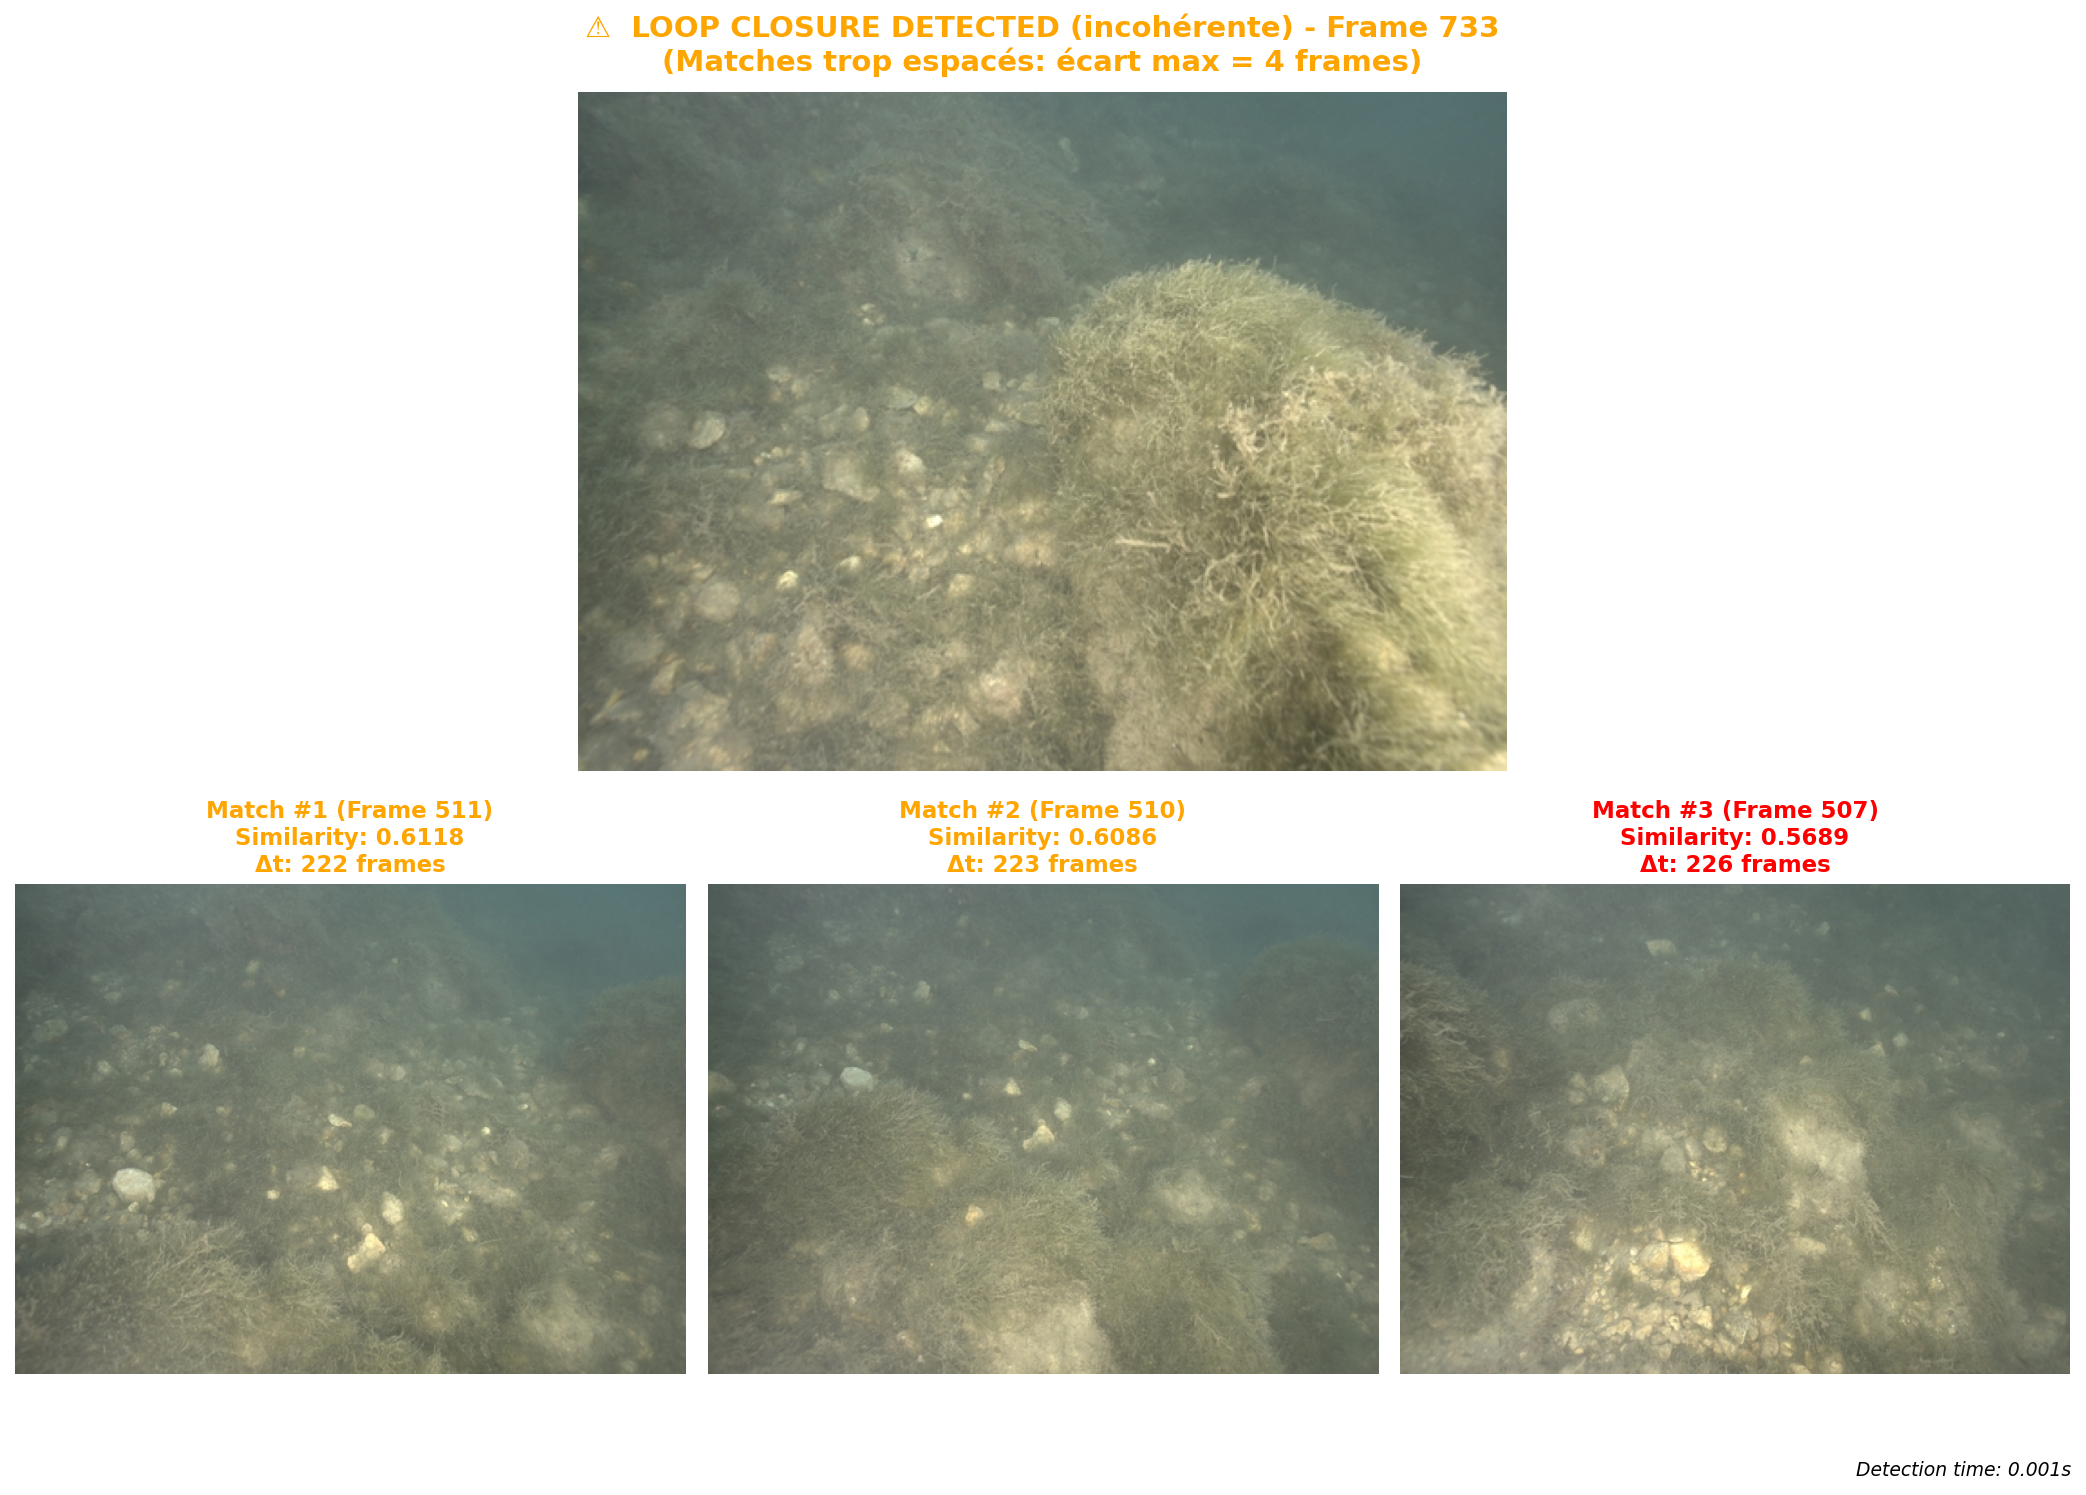 ⚠ LOOP CLOSURE DETECTED (incohérente) - Frame 733
(Matches trop espacés: écart max = 4 frames)
Match #1 (Frame 511)
Similarity: 0.6118
Δt: 222 frames
Match #2 (Frame 510)
Similarity: 0.6086
Δt: 223 frames
Match #3 (Frame 507)
Similarity: 0.5689
Δt: 226 frames
Detection time: 0.001s